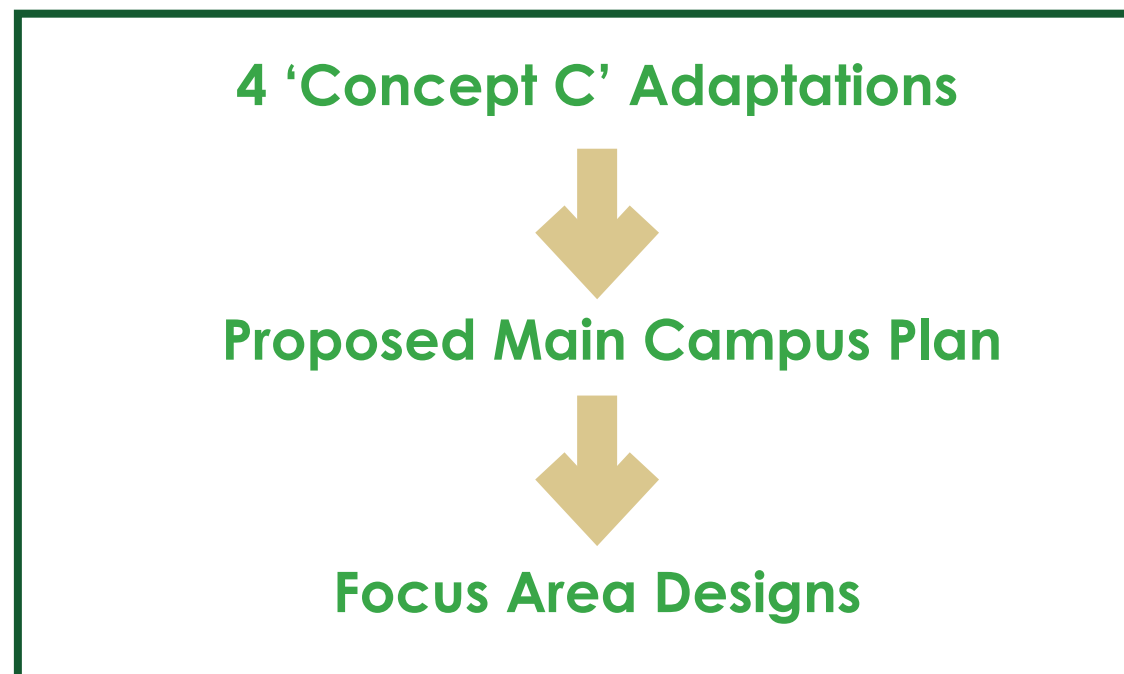 4 ‘Concept C’ Adaptations
Proposed Main Campus Plan
Focus Area Designs